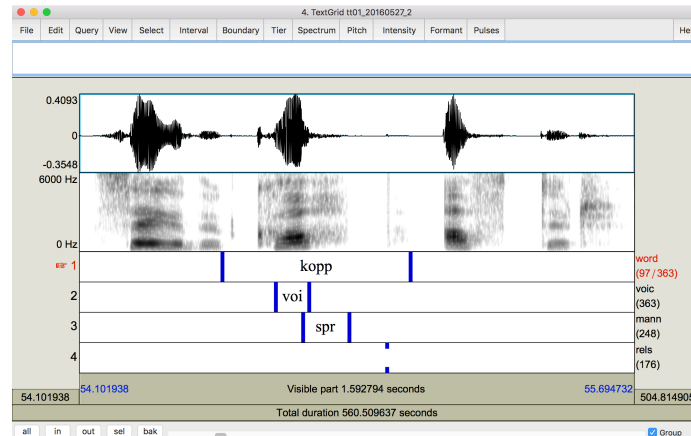 4. TextGrid tt01_20160527_2
File Edit Query View Select Interval Boundary Tier Spectrum Pitch Intensity Formant Pulses He
0.4093
0
-0.3548
6000 Hz
0 Hz
1 kopp word
(97/363)
2 voi voic
(363)
3 spr mann
(248)
4 rels
(176)
54.101938 Visible part 1.592794 seconds 55.694732
54.101938 504.814905
Total duration 560.509637 seconds
all in out sel bak Group